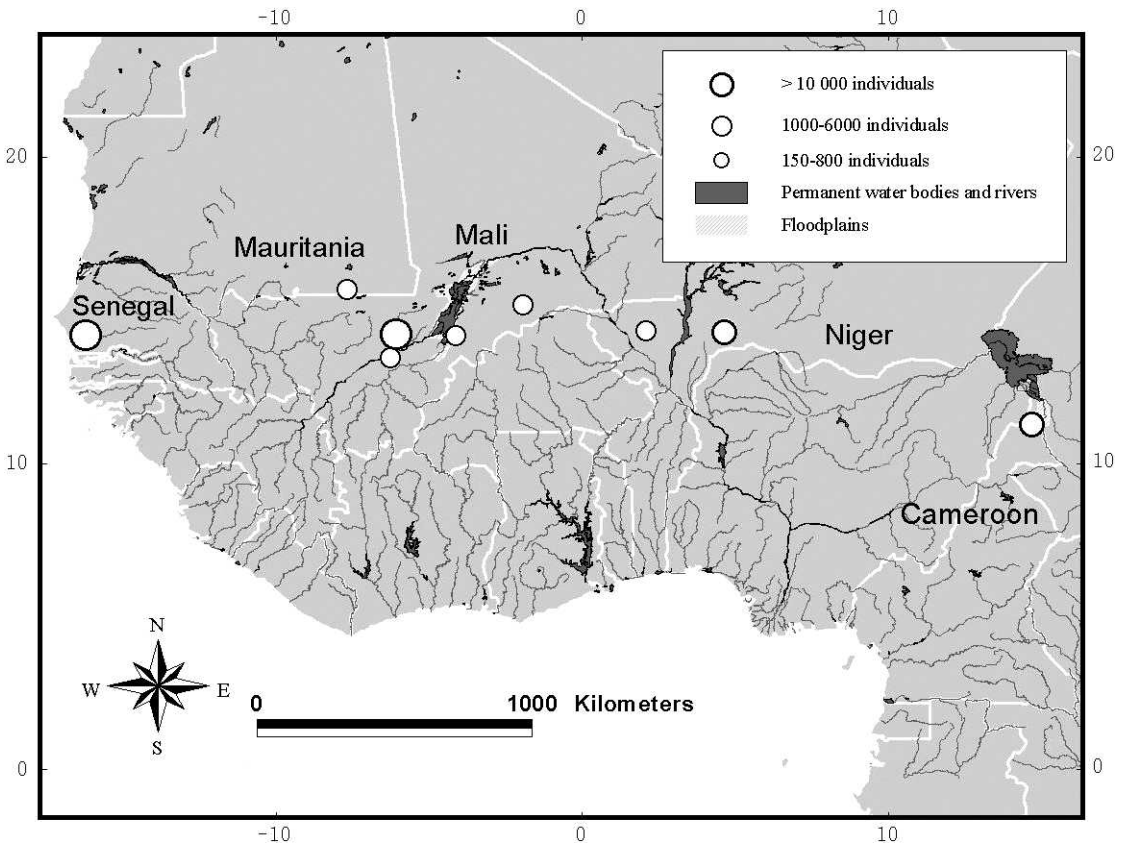 -10 0 10
> 10 000 individuals
1000-6000 individuals
150-800 individuals
Permanent water bodies and rivers
Floodplains
20 20
Mauritania Mali
Senegal
Niger
10 10
Cameroon
N
W E
S
0 1000 Kilometers
0 0
-10 0 10